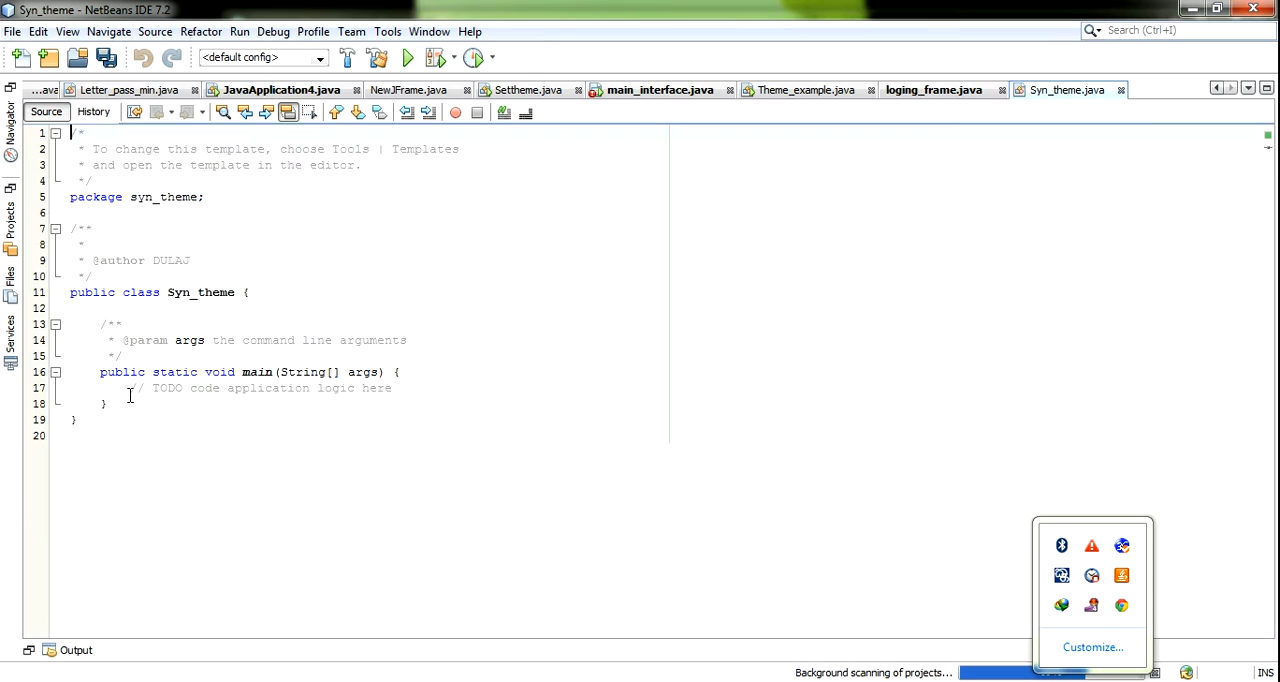 Syn_theme - NetBeans IDE 7.2
File Edit View Navigate Source Refactor Run Debug Profile Team Tools Window Help
Search (Ctrl+I)
<default config>
...ava Letter_pass_min.java JavaApplication4.java NewJFrame.java Settheme.java main_interface.java Theme_example.java loging_frame.java Syn_theme.java
Source History
Navigator
Projects
Files
Services
1 /*
2 * To change this template, choose Tools | Templates
3 * and open the template in the editor.
4 */
5 package syn_theme;
6
7 /**
8 *
9 * @author DULAJ
10 */
11 public class Syn_theme {
12
13 /**
14 * @param args the command line arguments
15 */
16 public static void main(String[] args) {
17 // TODO code application logic here
18 }
19 }
20
Customize...
Output
Background scanning of projects...
INS